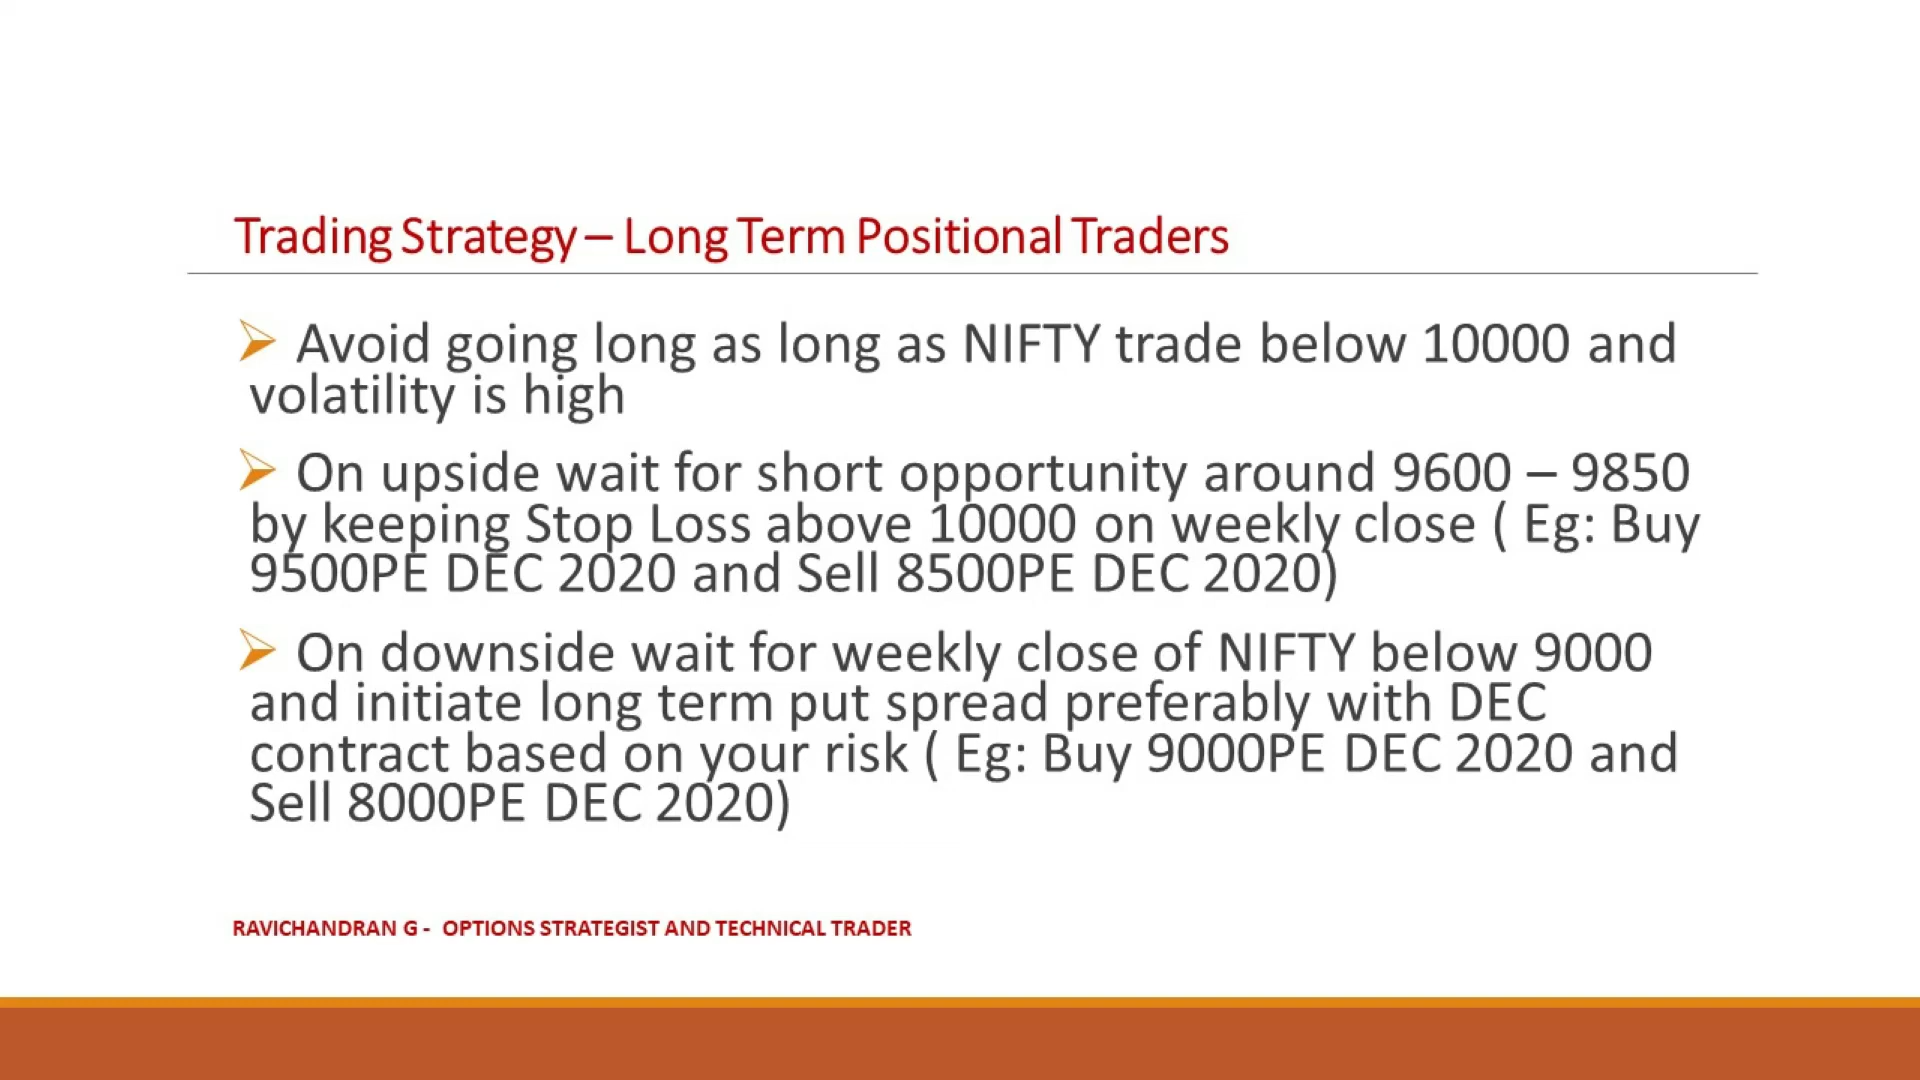 Trading Strategy – Long Term Positional Traders
➢ Avoid going long as long as NIFTY trade below 10000 and
volatility is high
➢ On upside wait for short opportunity around 9600 – 9850
by keeping Stop Loss above 10000 on weekly close ( Eg: Buy
9500PE DEC 2020 and Sell 8500PE DEC 2020)
➢ On downside wait for weekly close of NIFTY below 9000
and initiate long term put spread preferably with DEC
contract based on your risk ( Eg: Buy 9000PE DEC 2020 and
Sell 8000PE DEC 2020)
RAVICHANDRAN G - OPTIONS STRATEGIST AND TECHNICAL TRADER